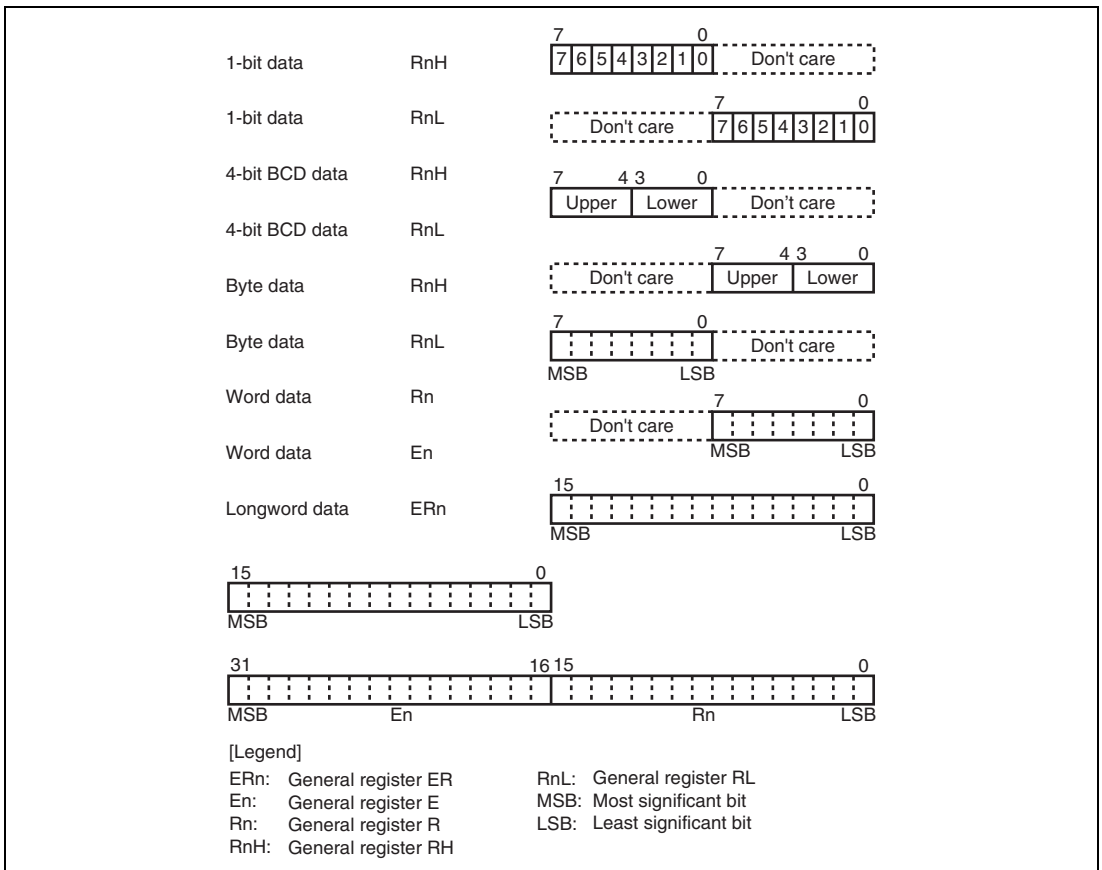 7 0
1-bit data RnH 7 6 5 4 3 2 1 0 Don't care
7 0
1-bit data RnL Don't care 7 6 5 4 3 2 1 0
4-bit BCD data RnH 7 4 3 0
Upper Lower Don't care
4-bit BCD data RnL
7 4 3 0
Byte data RnH Don't care Upper Lower
7 0
Byte data RnL Don't care
MSB LSB
Word data Rn 7 0
Don't care
Word data En MSB LSB
15 0
Longword data ERn
MSB LSB
15 0
MSB LSB
31 16 15 0
MSB En Rn LSB
[Legend]
ERn: General register ER RnL: General register RL
En: General register E MSB: Most significant bit
Rn: General register R LSB: Least significant bit
RnH: General register RH